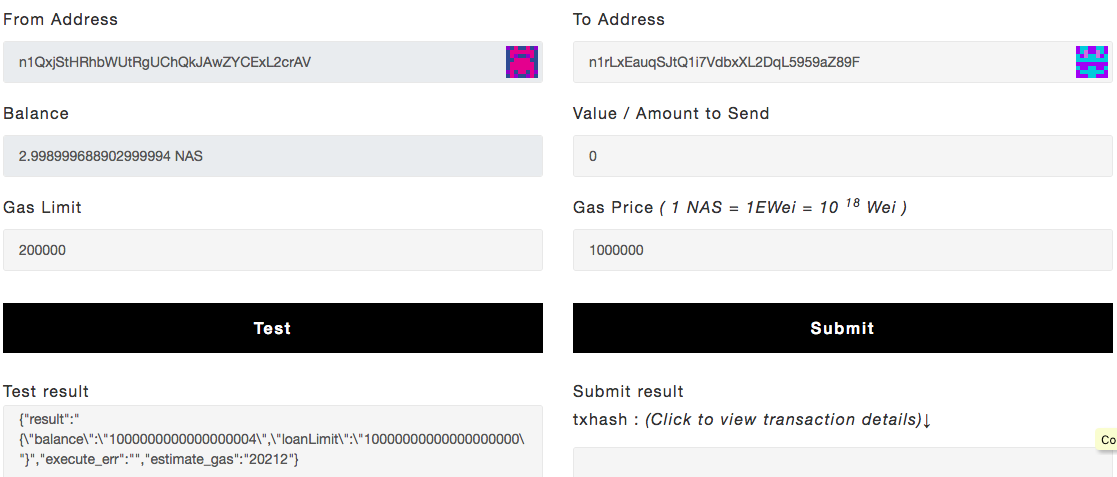 From Address
To Address
n1QxjStHRhbWUtRgUChQkJAwZYCExL2crAV
n1rLxEauqSJtQ1i7VdbxXL2DqL5959aZ89F
Balance
Value / Amount to Send
2.998999688902999994 NAS
0
Gas Limit
Gas Price ( 1 NAS = 1EWei = 10 18 Wei )
200000
1000000
Test
Submit
Test result
Submit result
{"result":"
{\"balance\":\"1000000000000000004\",\"loanLimit\":\"10000000000000000000\
"}","execute_err":"","estimate_gas":"20212"}
txhash : (Click to view transaction details)↓
Co